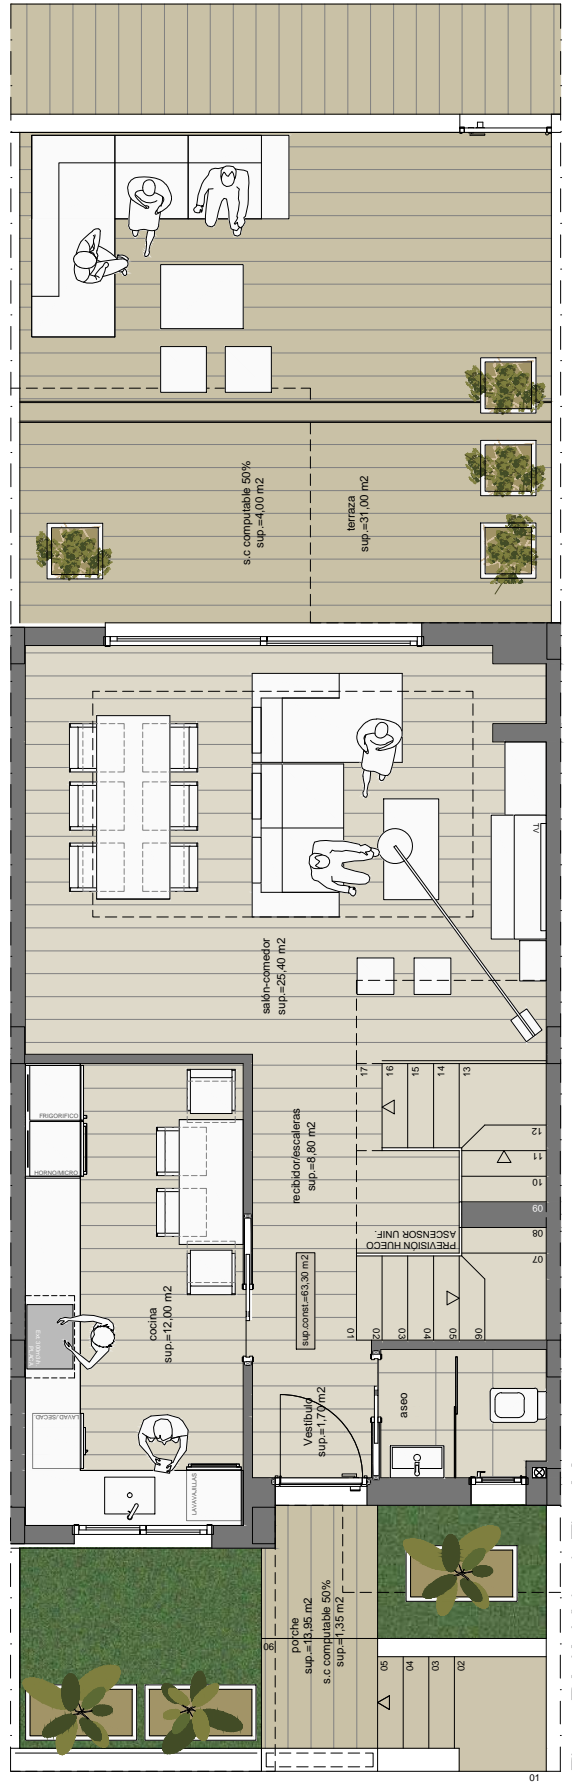 s.c computable 50%
sup.=4,00 m2
terraza
sup.=31,00 m2
TV
salón-comedor
sup.=25,40 m2
17
16
15
14
13
12
11
10
09
08
07
FRIGORIFICO
HORNO/MICRO
recibidor/escaleras
sup.=8,80 m2
PREVISIÓN HUECO
ASCENSOR UNIF.
sup.const.=63,30 m2
01
02
03
04
05
06
cocina
sup.=12,00 m2
PLACA
LAVAD./SECAD.
LAVAVAJILLAS
Vestíbulo
sup.=1,70 m2
aseo
porche
sup.=13,95 m2
s.c computable 50%
sup.=1,35 m2
06
05
04
03
02
01